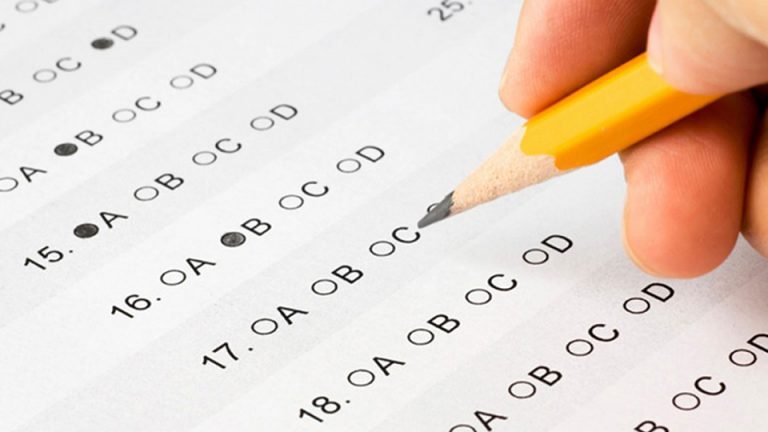 B ○C ●D
○A ●B ○C ○D
15. ●A ○B ○C ○D
16. ○A ●B ○C ○D
17. ○A ○B ○C
18. ○A ○B ○C ○D
○A ○B ○C ○D
B ○C ○D
25.